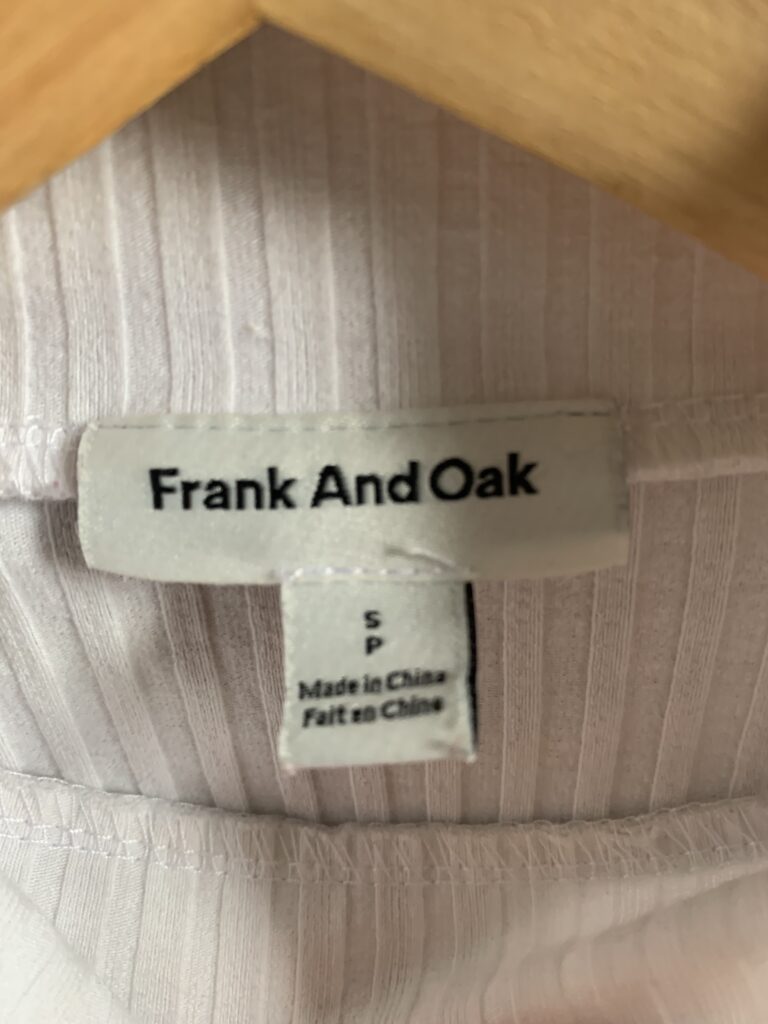 Frank And Oak
S
P
Made in China
Fait en Chine